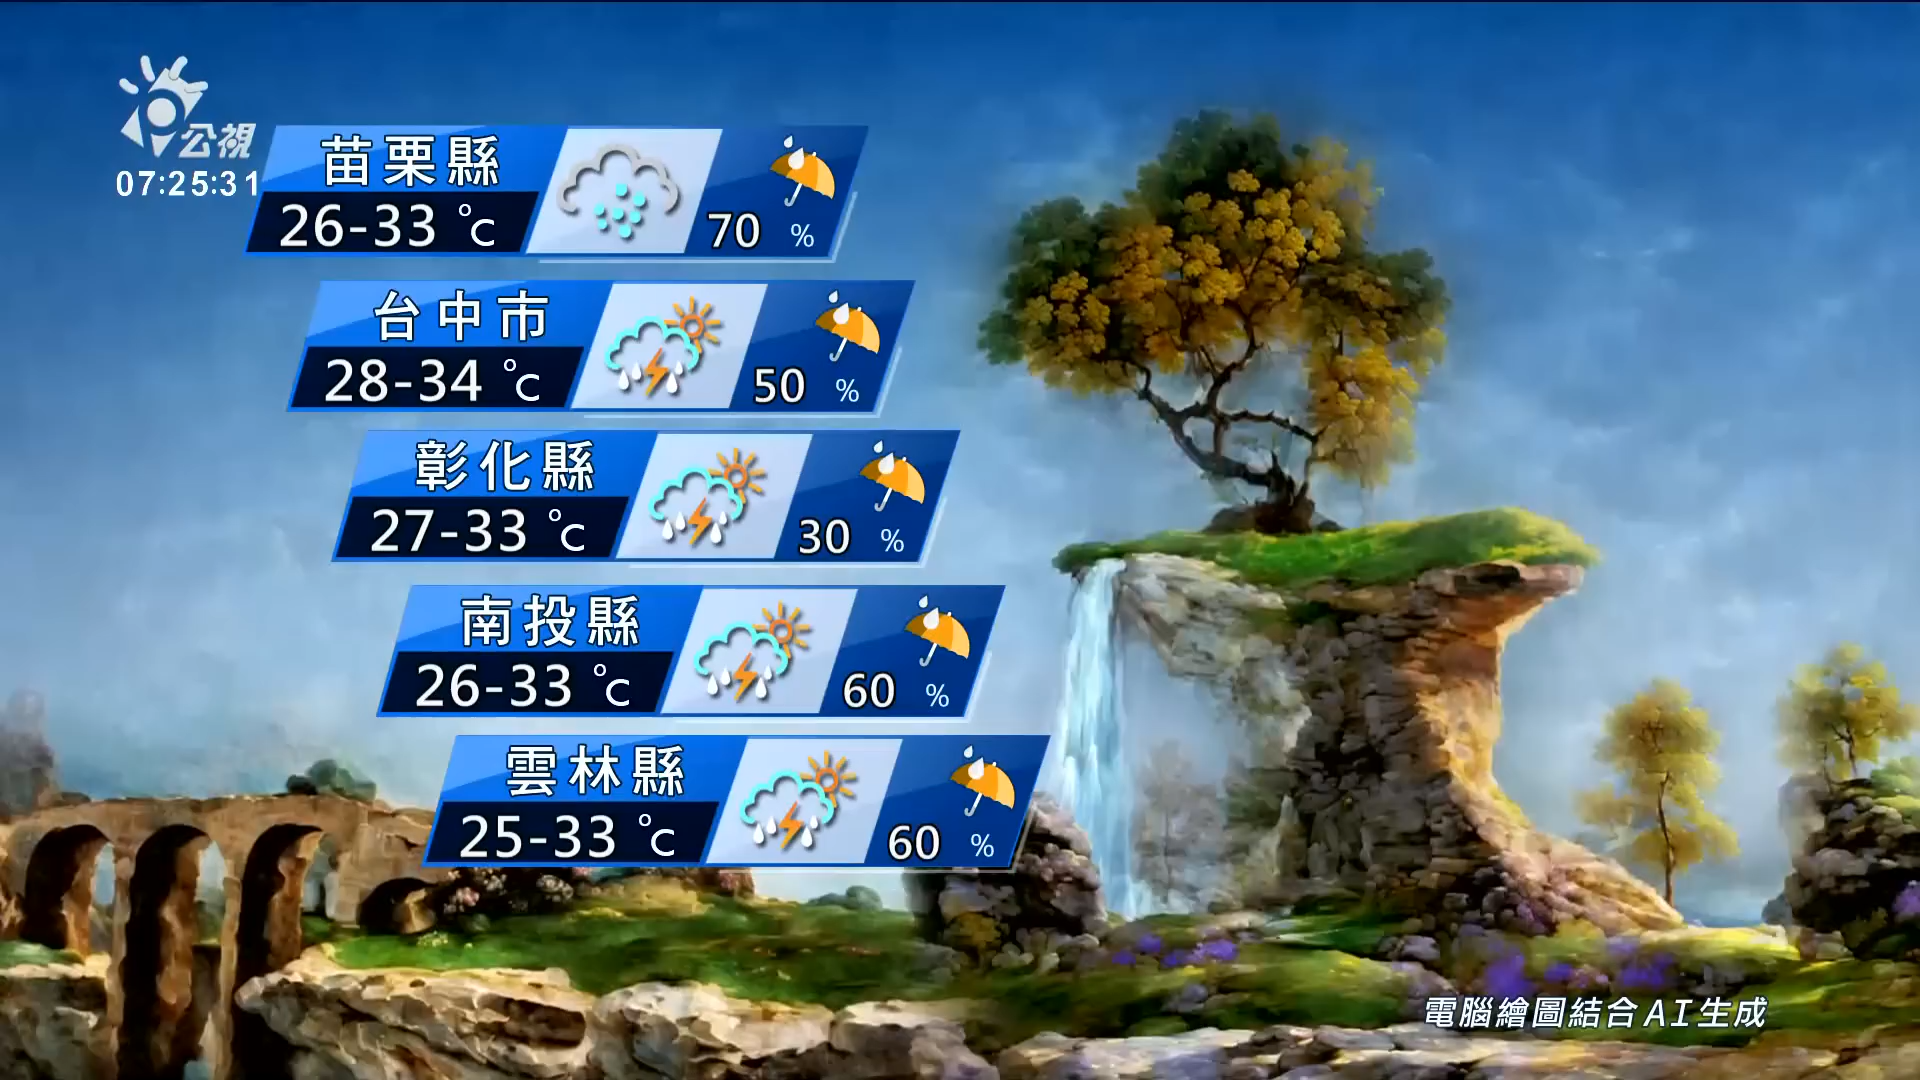 公視
07:25:31
苗栗縣
26-33 ℃
70 %
台中市
28-34 ℃
50 %
彰化縣
27-33 ℃
30 %
南投縣
26-33 ℃
60 %
雲林縣
25-33 ℃
60 %
電腦繪圖結合AI生成